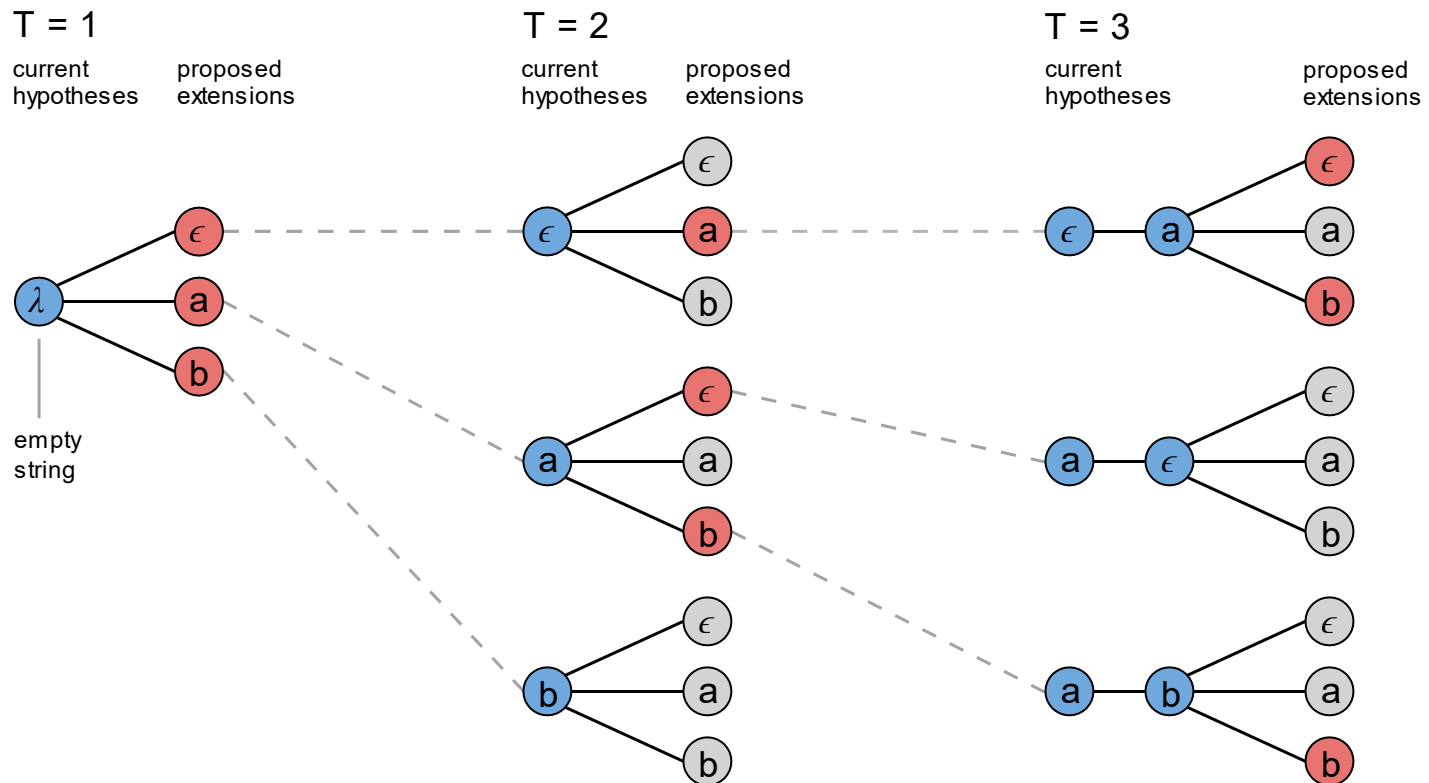 T = 1
current hypotheses
proposed extensions
λ
ϵ
a
b
empty string
T = 2
current hypotheses
proposed extensions
ϵ
ϵ
a
b
a
ϵ
a
b
b
ϵ
a
b
T = 3
current hypotheses
proposed extensions
ϵ
a
ϵ
a
b
a
ϵ
ϵ
a
b
a
b
ϵ
a
b